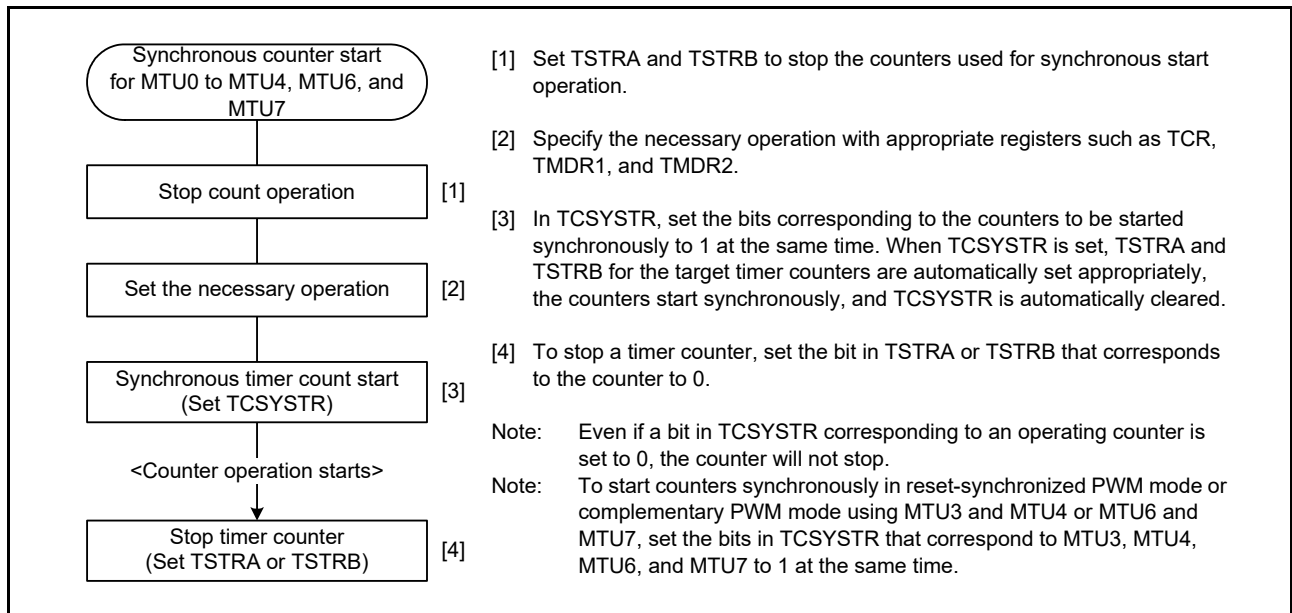 Synchronous counter start
for MTU0 to MTU4, MTU6, and
MTU7
Stop count operation
[1]
Set the necessary operation
[2]
Synchronous timer count start
(Set TCSYSTR)
[3]
<Counter operation starts>
Stop timer counter
(Set TSTRA or TSTRB)
[4]
[1] Set TSTRA and TSTRB to stop the counters used for synchronous start
operation.
[2] Specify the necessary operation with appropriate registers such as TCR,
TMDR1, and TMDR2.
[3] In TCSYSTR, set the bits corresponding to the counters to be started
synchronously to 1 at the same time. When TCSYSTR is set, TSTRA and
TSTRB for the target timer counters are automatically set appropriately,
the counters start synchronously, and TCSYSTR is automatically cleared.
[4] To stop a timer counter, set the bit in TSTRA or TSTRB that corresponds
to the counter to 0.
Note: Even if a bit in TCSYSTR corresponding to an operating counter is
set to 0, the counter will not stop.
Note: To start counters synchronously in reset-synchronized PWM mode or
complementary PWM mode using MTU3 and MTU4 or MTU6 and
MTU7, set the bits in TCSYSTR that correspond to MTU3, MTU4,
MTU6, and MTU7 to 1 at the same time.